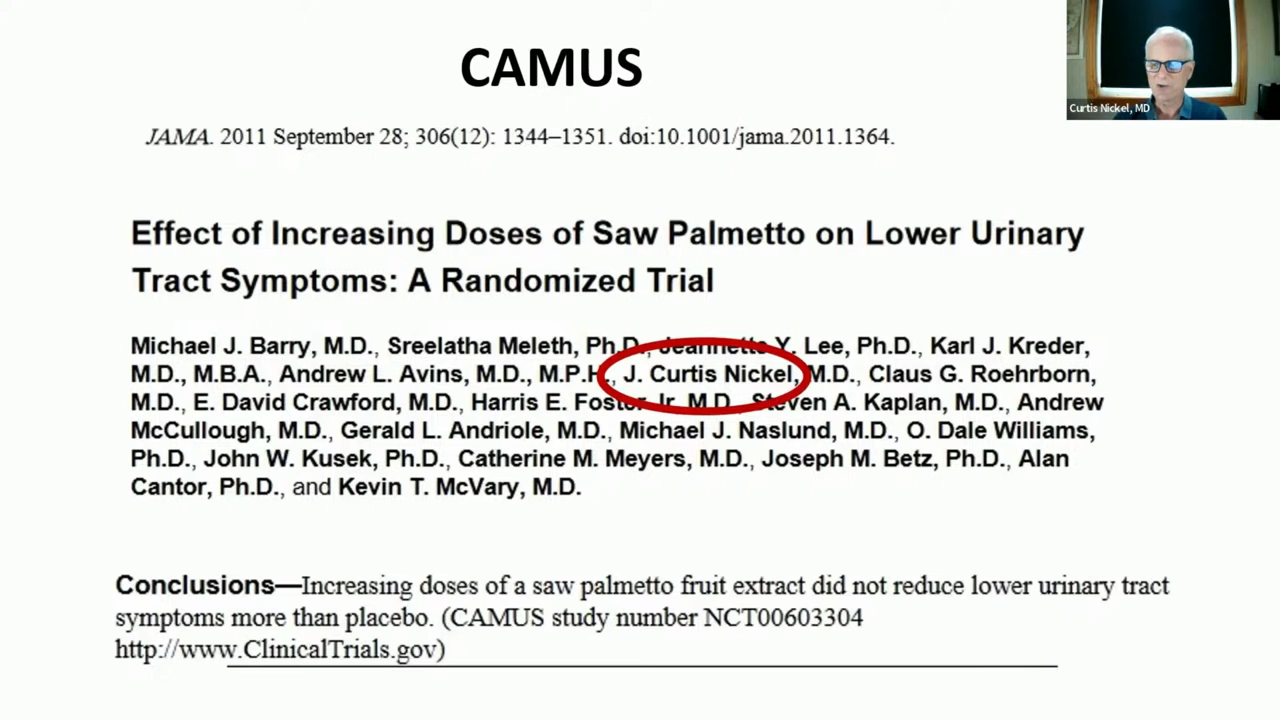 CAMUS
Curtis Nickel, MD
JAMA. 2011 September 28; 306(12): 1344–1351. doi:10.1001/jama.2011.1364.
Effect of Increasing Doses of Saw Palmetto on Lower Urinary
Tract Symptoms: A Randomized Trial
Michael J. Barry, M.D., Sreelatha Meleth, Ph.D., Jeannette Y. Lee, Ph.D., Karl J. Kreder,
M.D., M.B.A., Andrew L. Avins, M.D., M.P.H., J. Curtis Nickel, M.D., Claus G. Roehrborn,
M.D., E. David Crawford, M.D., Harris E. Foster Jr, M.D., Steven A. Kaplan, M.D., Andrew
McCullough, M.D., Gerald L. Andriole, M.D., Michael J. Naslund, M.D., O. Dale Williams,
Ph.D., John W. Kusek, Ph.D., Catherine M. Meyers, M.D., Joseph M. Betz, Ph.D., Alan
Cantor, Ph.D., and Kevin T. McVary, M.D.
Conclusions—Increasing doses of a saw palmetto fruit extract did not reduce lower urinary tract
symptoms more than placebo. (CAMUS study number NCT00603304
http://www.ClinicalTrials.gov)